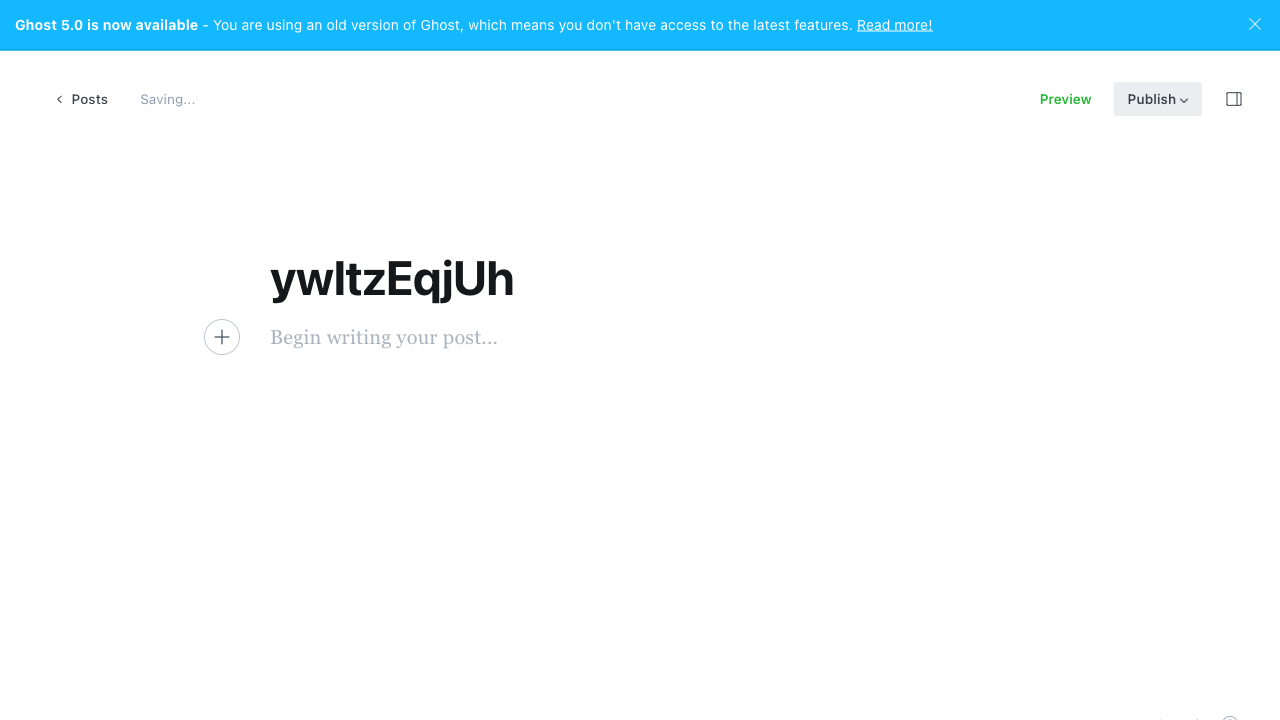 Ghost 5.0 is now available - You are using an old version of Ghost, which means you don't have access to the latest features. Read more!
Posts
Saving...
Preview
Publish
ywItzEqjUh
Begin writing your post...